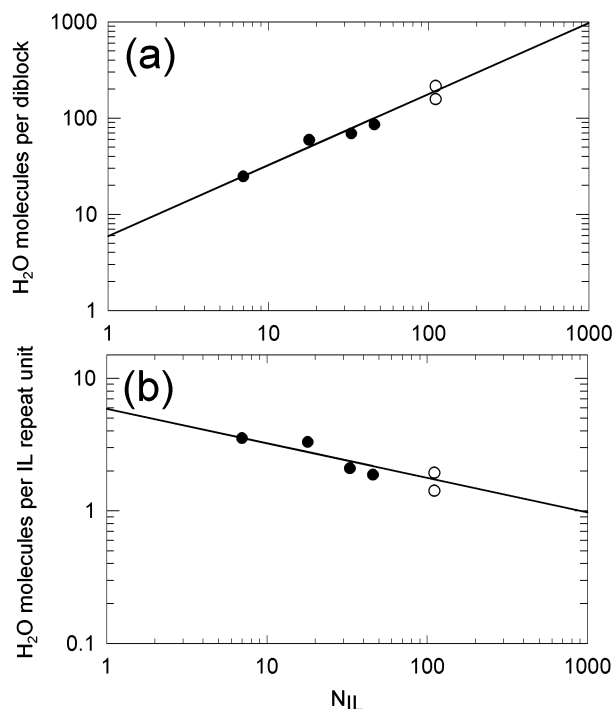 (a)
1000
100
10
1
H₂O molecules per diblock
1 10 100 1000
(b)
10
1
0.1
H₂O molecules per IL repeat unit
1 10 100 1000
N_IL